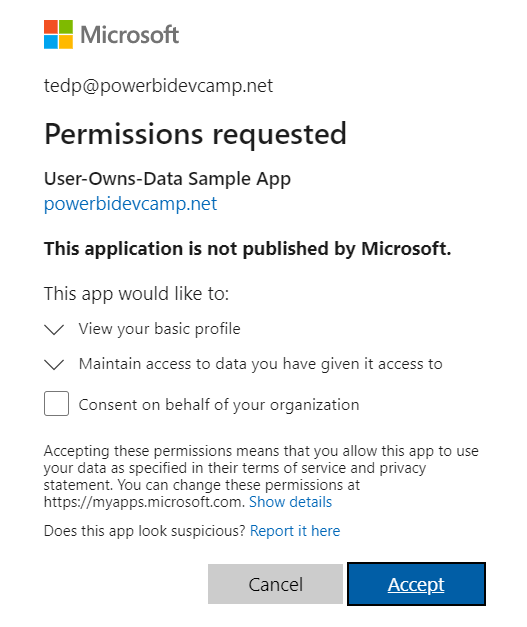 Microsoft
tedp@powerbidevcamp.net
Permissions requested
User-Owns-Data Sample App
powerbidevcamp.net
This application is not published by Microsoft.
This app would like to:
View your basic profile
Maintain access to data you have given it access to
Consent on behalf of your organization
Accepting these permissions means that you allow this app to use
your data as specified in their terms of service and privacy
statement. You can change these permissions at
https://myapps.microsoft.com. Show details
Does this app look suspicious? Report it here
Cancel
Accept